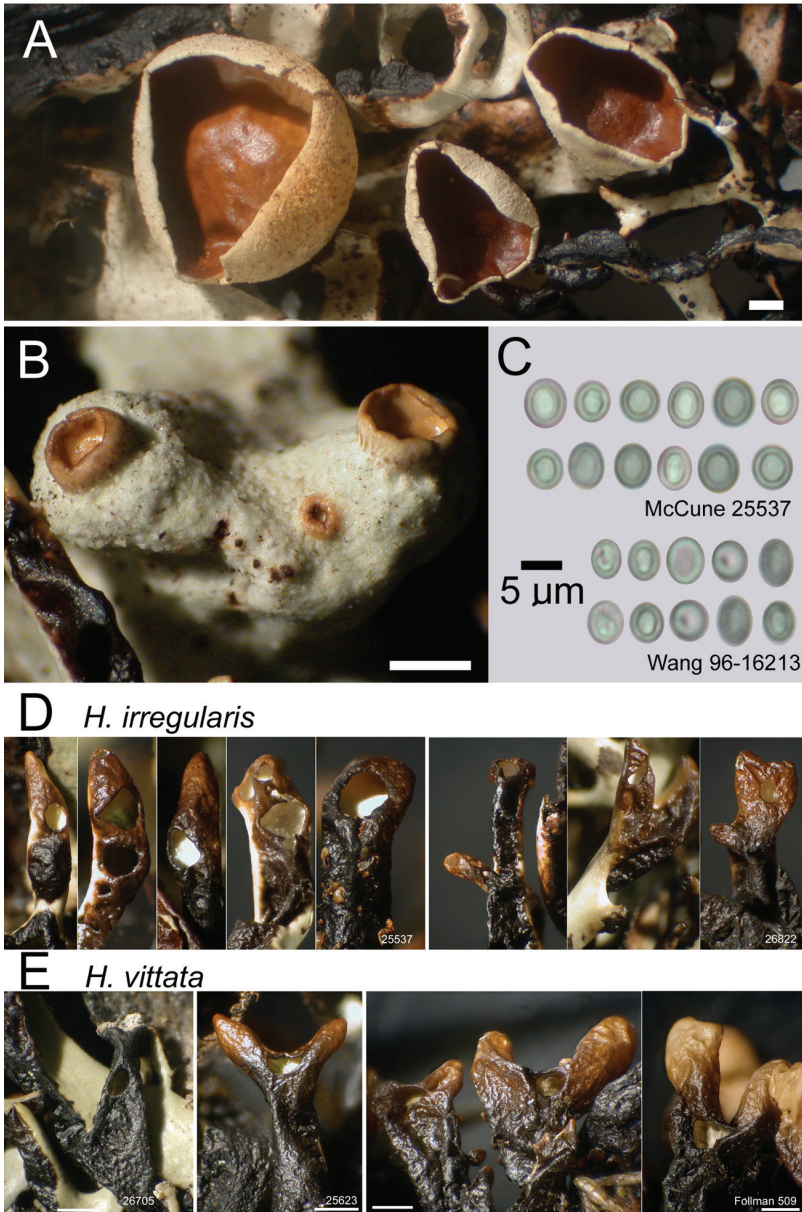 A
B
C
McCune 25537
5 µm
Wang 96-16213
D H. irregularis
25537
26822
E H. vittata
26705
25623
Follman 509